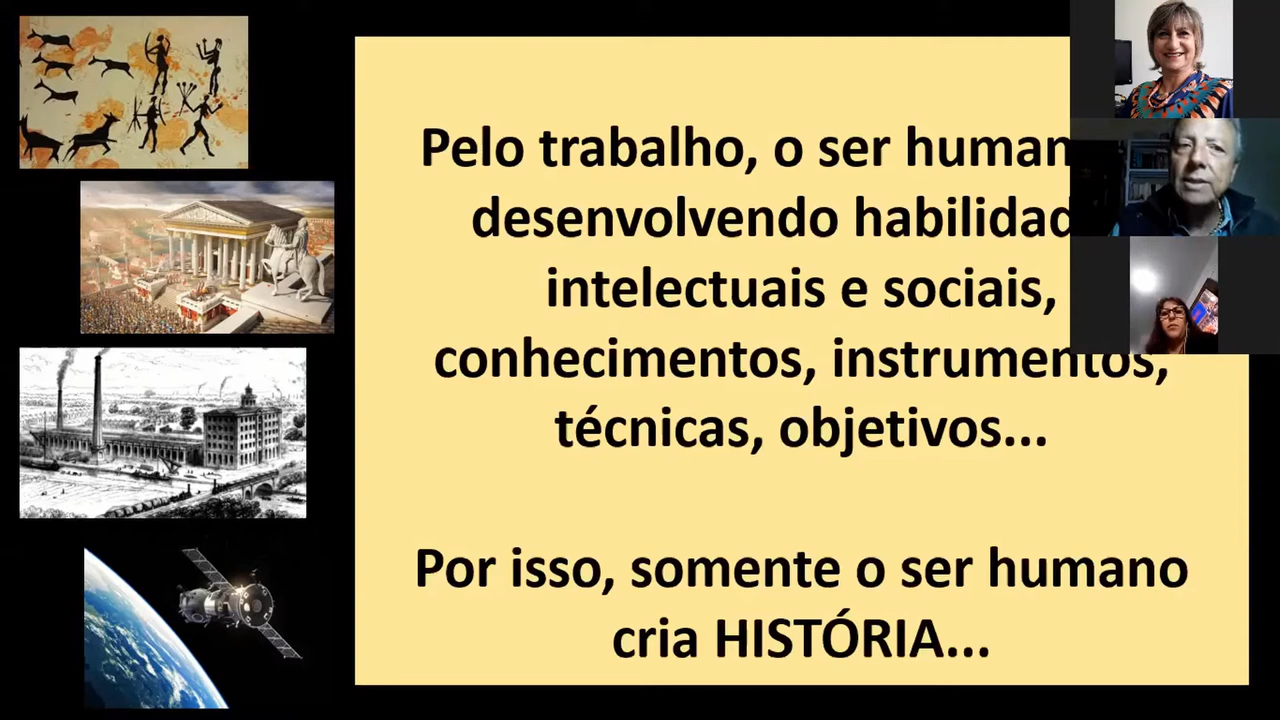 Pelo trabalho, o ser human
desenvolvendo habilidad
intelectuais e sociais,
conhecimentos, instrumentos,
técnicas, objetivos...
Por isso, somente o ser humano
cria HISTÓRIA...